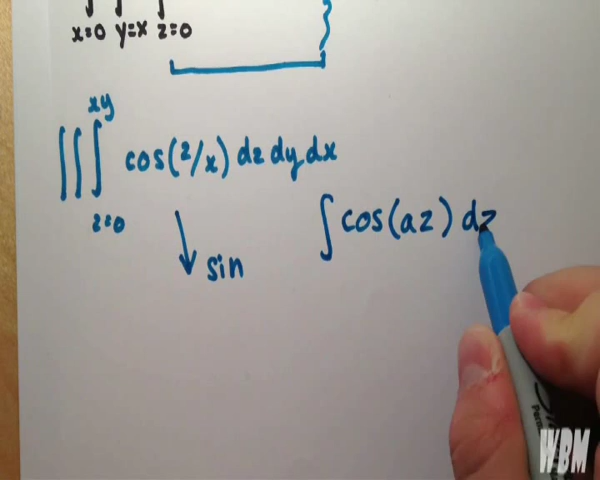 x=0 y=x z=0
xy
∫∫∫ cos(z/x) dz dy dx
z=0
∫ cos(az) dz
sin
WBM